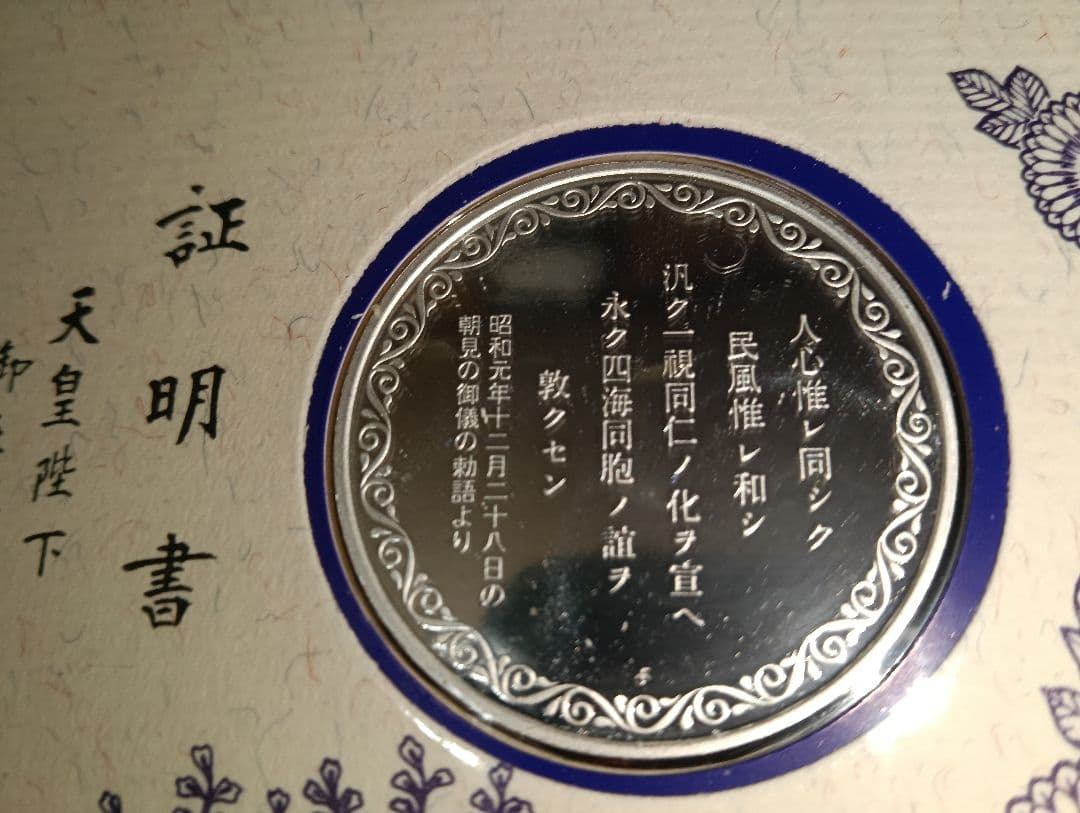 人心惟レ同シク
民風惟レ和シ
汎ク一視同仁ノ化ヲ宣ヘ
永ク四海同胞ノ誼ヲ
敦クセン
昭和元年十二月二十八日の
朝見の御儀の勅語より
証明書
天皇陛下
御